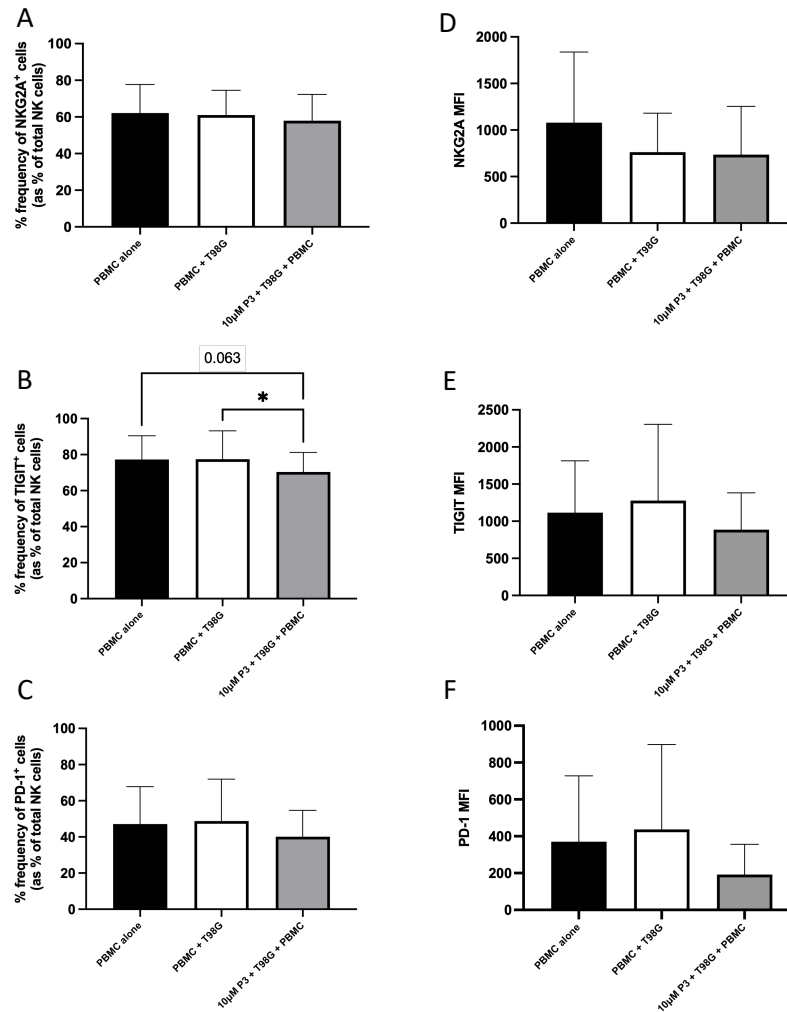 A
% frequency of NKG2A⁺ cells
(as % of total NK cells)
100
80
60
40
20
0
PBMC alone
PBMC + T98G
10µM P3 + T98G + PBMC
D
NKG2A MFI
2000
1500
1000
500
0
PBMC alone
PBMC + T98G
10µM P3 + T98G + PBMC
B
0.063
*
% frequency of TIGIT⁺ cells
(as % of total NK cells)
100
80
60
40
20
0
PBMC alone
PBMC + T98G
10µM P3 + T98G + PBMC
E
TIGIT MFI
2500
2000
1500
1000
500
0
PBMC alone
PBMC + T98G
10µM P3 + T98G + PBMC
C
% frequency of PD-1⁺ cells
(as % of total NK cells)
100
80
60
40
20
0
PBMC alone
PBMC + T98G
10µM P3 + T98G + PBMC
F
PD-1 MFI
1000
800
600
400
200
0
PBMC alone
PBMC + T98G
10µM P3 + T98G + PBMC